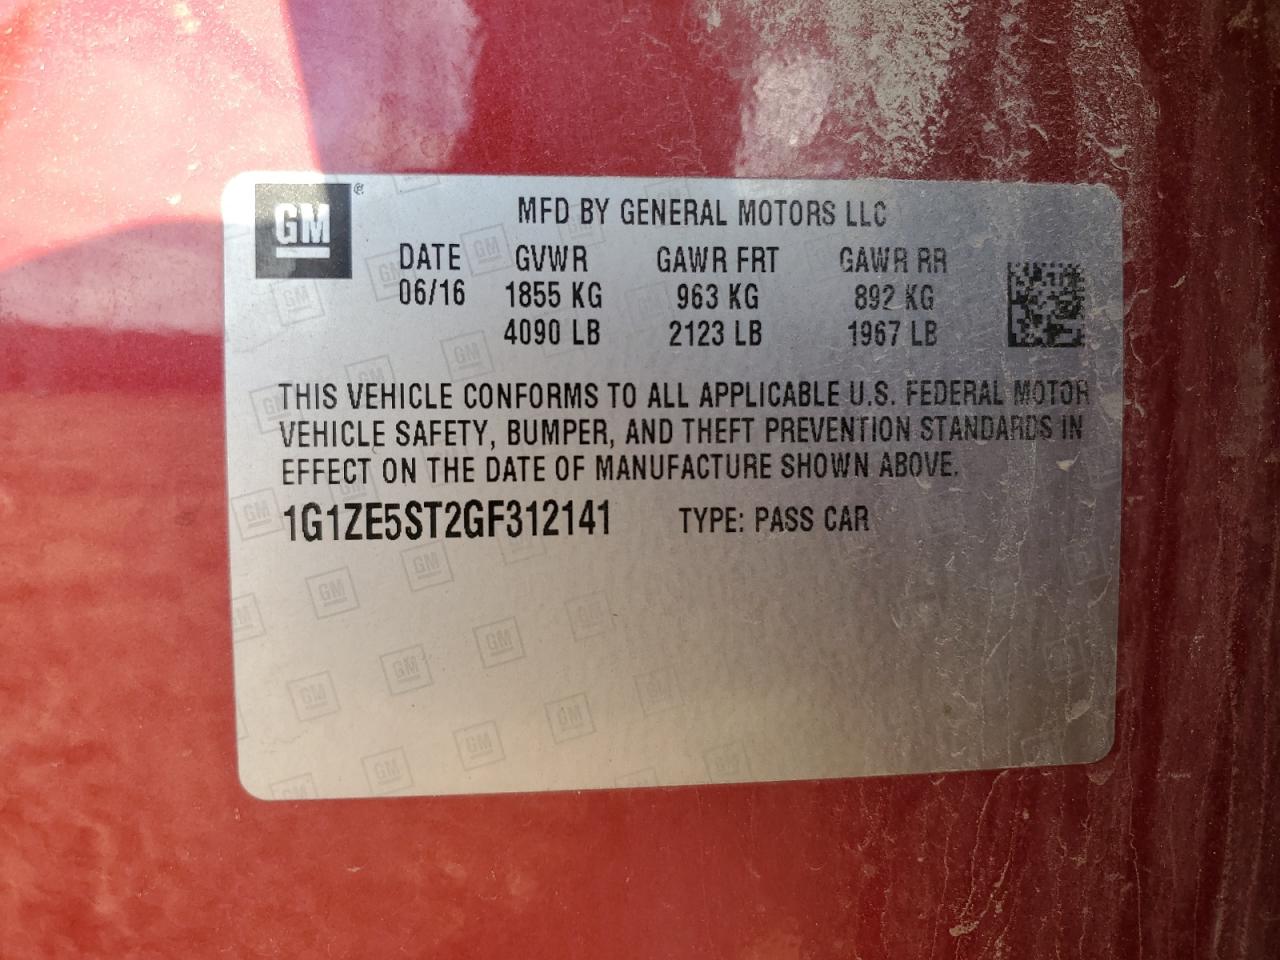 GM
MFD BY GENERAL MOTORS LLC
DATE GVWR GAWR FRT GAWR RR
06/16 1855 KG 963 KG 892 KG
4090 LB 2123 LB 1967 LB
THIS VEHICLE CONFORMS TO ALL APPLICABLE U.S. FEDERAL MOTOR
VEHICLE SAFETY, BUMPER, AND THEFT PREVENTION STANDARDS IN
EFFECT ON THE DATE OF MANUFACTURE SHOWN ABOVE.
1G1ZE5ST2GF312141 TYPE: PASS CAR